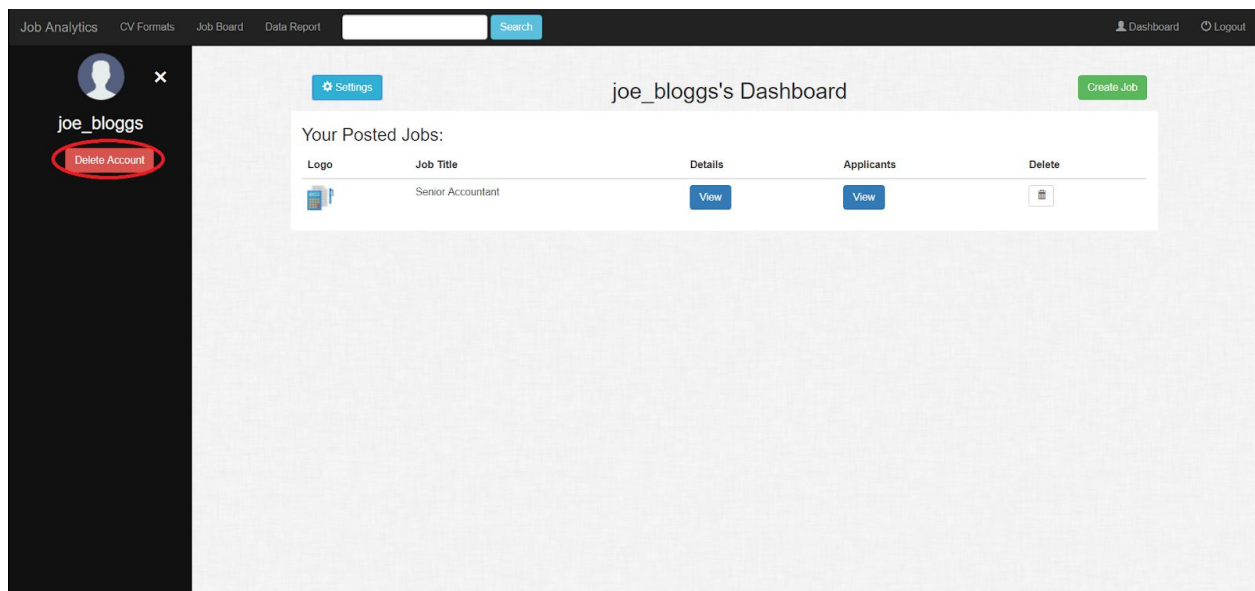 Job Analytics CV Formats Job Board Data Report Search Dashboard Logout
joe_bloggs
Delete Account
Settings joe_bloggs's Dashboard Create Job
Your Posted Jobs:
Logo Job Title Details Applicants Delete
Senior Accountant View View